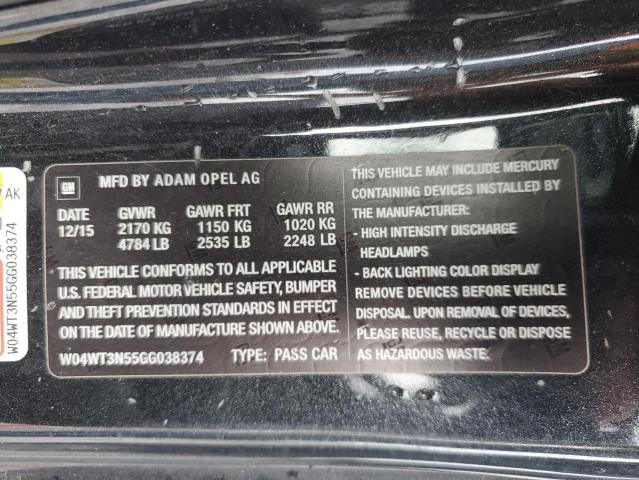 GM MFD BY ADAM OPEL AG
DATE GVWR GAWR FRT GAWR RR
12/15 2170 KG 1150 KG 1020 KG
4784 LB 2535 LB 2248 LB
THIS VEHICLE CONFORMS TO ALL APPLICABLE
U.S. FEDERAL MOTOR VEHICLE SAFETY, BUMPER
AND THEFT PREVENTION STANDARDS IN EFFECT
ON THE DATE OF MANUFACTURE SHOWN ABOVE.
W04WT3N55GG038374 TYPE: PASS CAR
THIS VEHICLE MAY INCLUDE MERCURY
CONTAINING DEVICES INSTALLED BY
THE MANUFACTURER:
- HIGH INTENSITY DISCHARGE
HEADLAMPS
- BACK LIGHTING COLOR DISPLAY
REMOVE DEVICES BEFORE VEHICLE
DISPOSAL. UPON REMOVAL OF DEVICES,
PLEASE REUSE, RECYCLE OR DISPOSE
AS HAZARDOUS WASTE.
AK
W04WT3N55GG038374